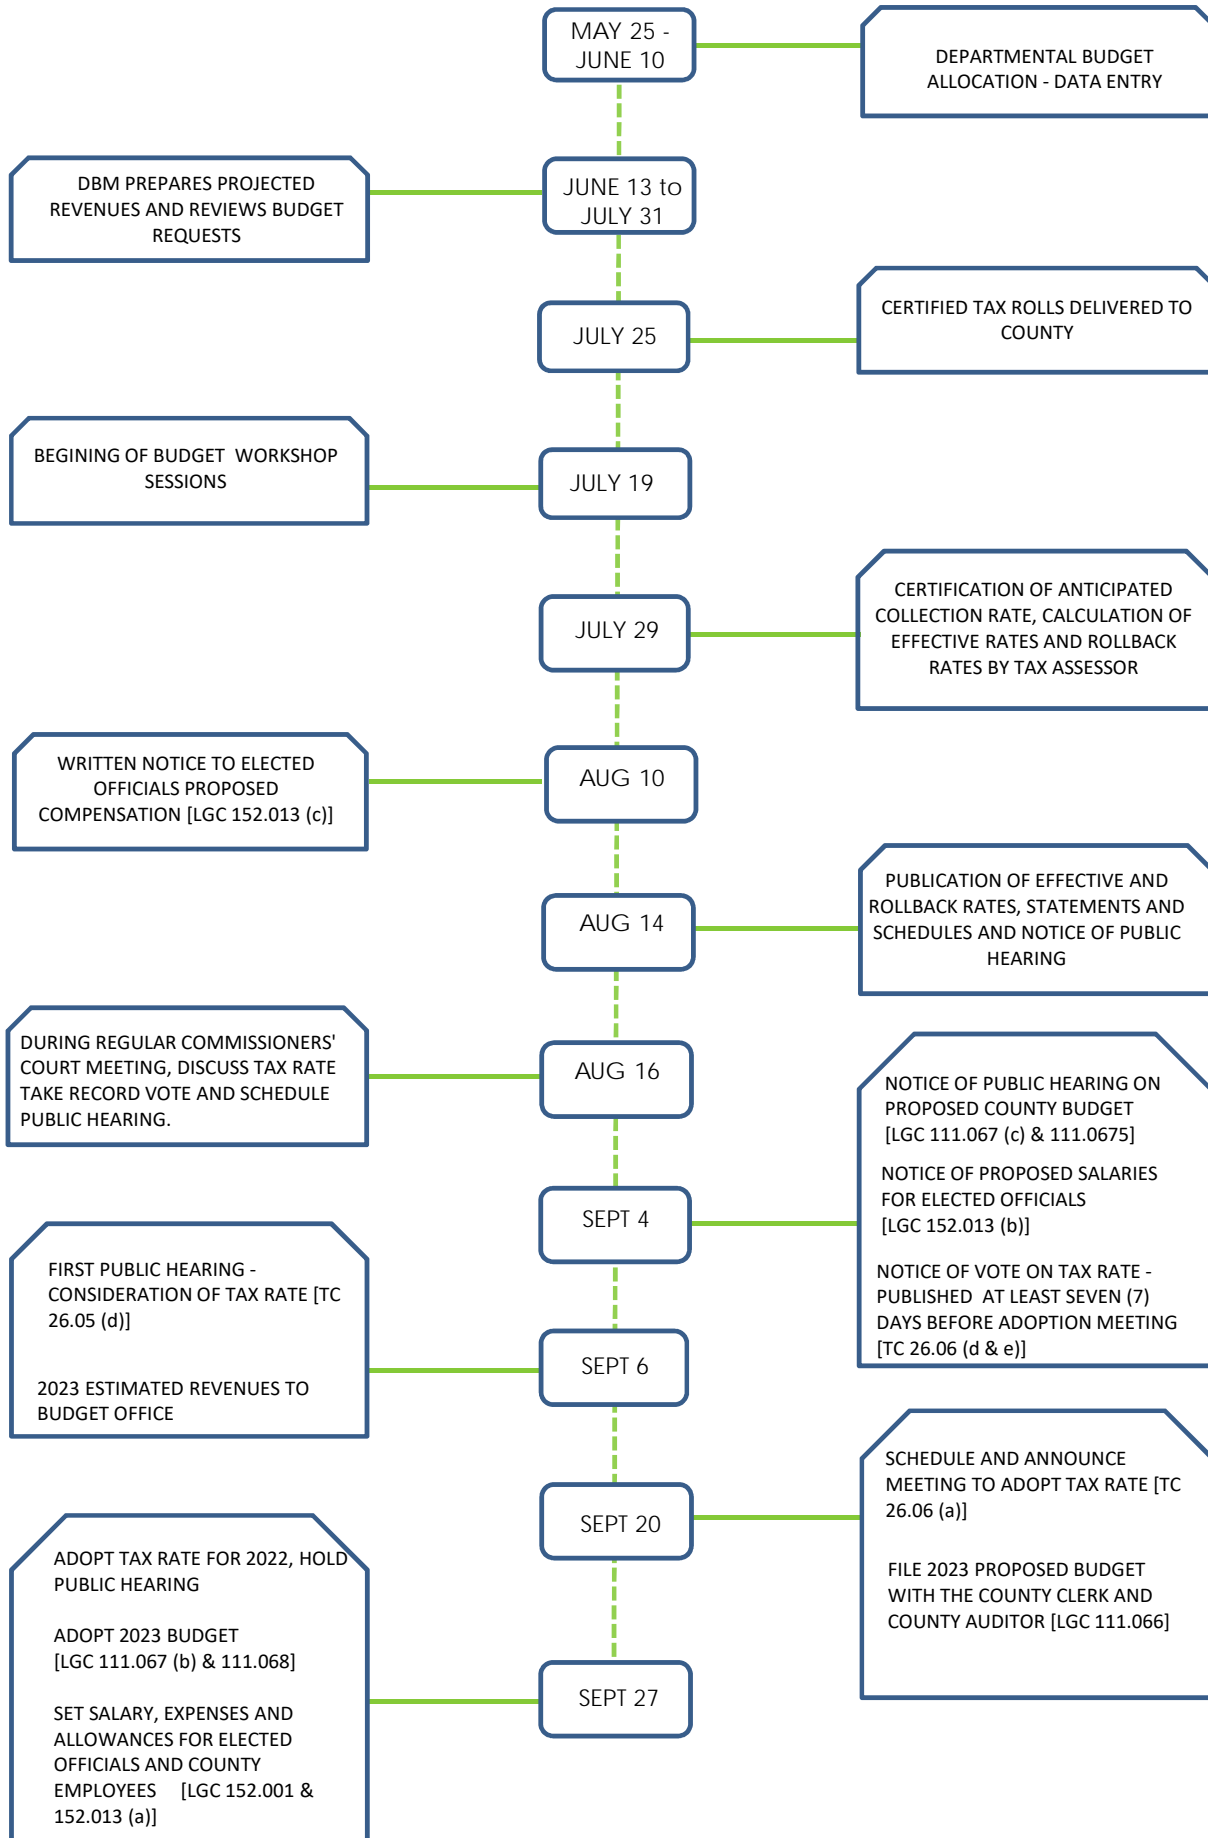 MAY 25 -
JUNE 10
DEPARTMENTAL BUDGET
ALLOCATION - DATA ENTRY
DBM PREPARES PROJECTED
REVENUES AND REVIEWS BUDGET
REQUESTS
JUNE 13 to
JULY 31
JULY 25
CERTIFIED TAX ROLLS DELIVERED TO
COUNTY
BEGINING OF BUDGET WORKSHOP
SESSIONS
JULY 19
JULY 29
CERTIFICATION OF ANTICIPATED
COLLECTION RATE, CALCULATION OF
EFFECTIVE RATES AND ROLLBACK
RATES BY TAX ASSESSOR
WRITTEN NOTICE TO ELECTED
OFFICIALS PROPOSED
COMPENSATION [LGC 152.013 (c)]
AUG 10
AUG 14
PUBLICATION OF EFFECTIVE AND
ROLLBACK RATES, STATEMENTS AND
SCHEDULES AND NOTICE OF PUBLIC
HEARING
DURING REGULAR COMMISSIONERS'
COURT MEETING, DISCUSS TAX RATE
TAKE RECORD VOTE AND SCHEDULE
PUBLIC HEARING.
AUG 16
SEPT 4
NOTICE OF PUBLIC HEARING ON
PROPOSED COUNTY BUDGET
[LGC 111.067 (c) & 111.0675]
NOTICE OF PROPOSED SALARIES
FOR ELECTED OFFICIALS
[LGC 152.013 (b)]
NOTICE OF VOTE ON TAX RATE -
PUBLISHED AT LEAST SEVEN (7)
DAYS BEFORE ADOPTION MEETING
[TC 26.06 (d & e)]
FIRST PUBLIC HEARING -
CONSIDERATION OF TAX RATE [TC
26.05 (d)]
2023 ESTIMATED REVENUES TO
BUDGET OFFICE
SEPT 6
SEPT 20
SCHEDULE AND ANNOUNCE
MEETING TO ADOPT TAX RATE [TC
26.06 (a)]
FILE 2023 PROPOSED BUDGET
WITH THE COUNTY CLERK AND
COUNTY AUDITOR [LGC 111.066]
ADOPT TAX RATE FOR 2022, HOLD
PUBLIC HEARING
ADOPT 2023 BUDGET
[LGC 111.067 (b) & 111.068]
SET SALARY, EXPENSES AND
ALLOWANCES FOR ELECTED
OFFICIALS AND COUNTY
EMPLOYEES [LGC 152.001 &
152.013 (a)]
SEPT 27